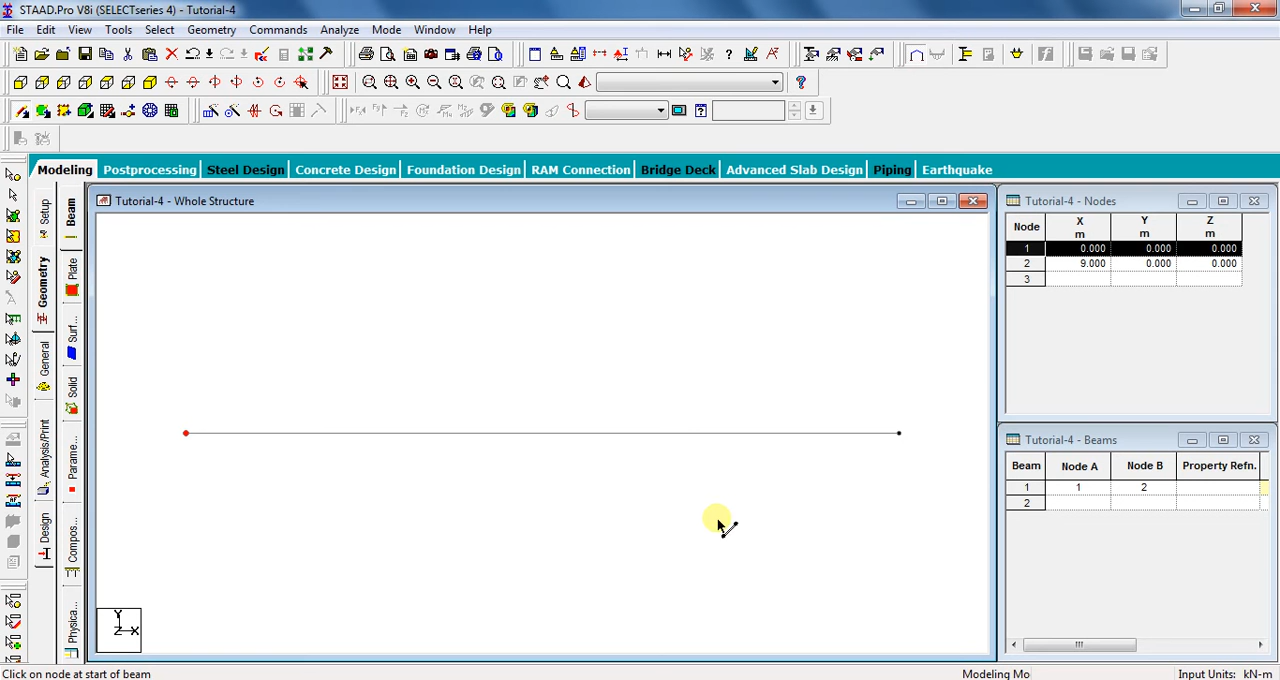 STAAD.Pro V8i (SELECTseries 4) - Tutorial-4
File Edit View Tools Select Geometry Commands Analyze Mode Window Help
Modeling Postprocessing Steel Design Concrete Design Foundation Design RAM Connection Bridge Deck Advanced Slab Design Piping Earthquake
Setup
Geometry
General
Analysis/Print
Design
Beam
Plate
Surf...
Solid
Parame...
Compos...
Physica...
Tutorial-4 - Whole Structure
Y
Z X
Tutorial-4 - Nodes
Node X m Y m Z m
1 0.000 0.000 0.000
2 9.000 0.000 0.000
3
Tutorial-4 - Beams
Beam Node A Node B Property Refn.
1 1 2
2
Click on node at start of beam
Modeling Mo
Input Units: kN-m